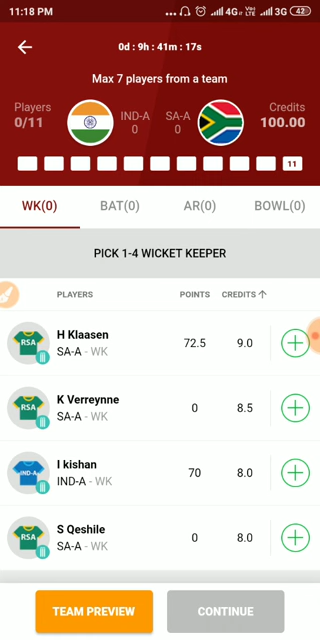 11:18 PM ... 4G Vo) LTE 3G 42
0d : 9h : 41m : 17s
Max 7 players from a team
Players IND-A SA-A Credits
0/11 0 0 100.00
11
WK(0) BAT(0) AR(0) BOWL(0)
PICK 1-4 WICKET KEEPER
PLAYERS POINTS CREDITS ↑
RSA H Klaasen 72.5 9.0
SA-A - WK
RSA K Verreynne 0 8.5
SA-A - WK
IND-A I kishan 70 8.0
IND-A - WK
RSA S Qeshile 0 8.0
SA-A - WK
TEAM PREVIEW CONTINUE